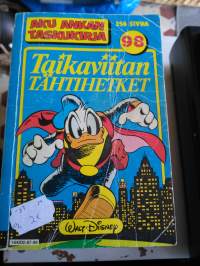 AKU ANKAN
TASKUKIRJA
256 SIVUA
98
Taikaviitan
TÄHTIHETKET
WALT DISNEY